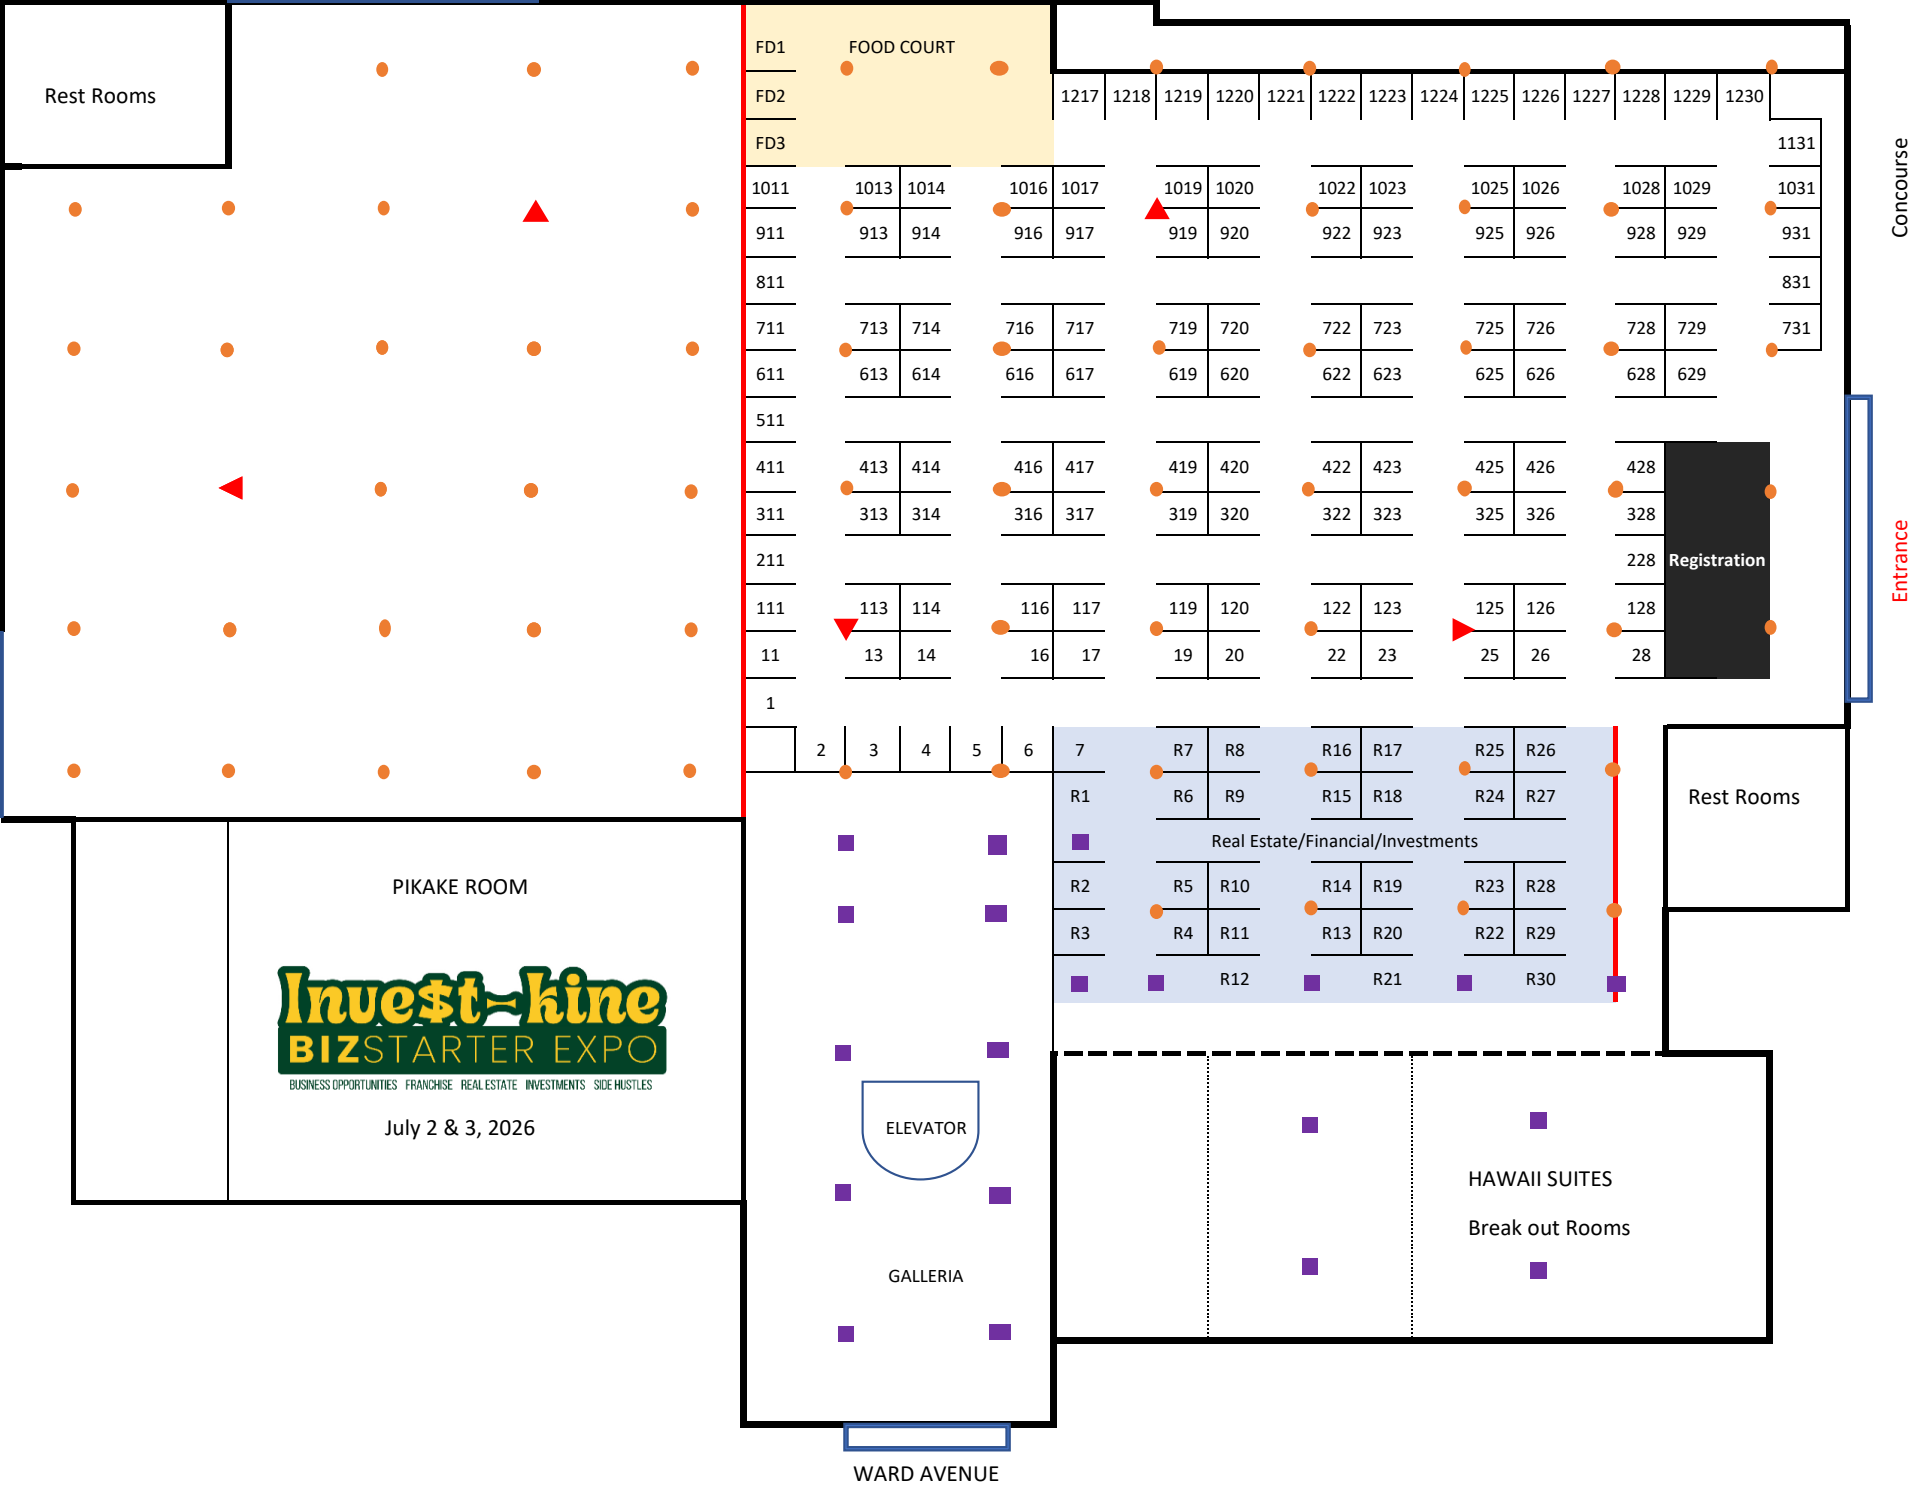 FD1 FOOD COURT
Rest Rooms
FD2
1217 1218 1219 1220 1221 1222 1223 1224 1225 1226 1227 1228 1229 1230
FD3
1131
Concourse
1011 1013 1014 1016 1017 1019 1020 1022 1023 1025 1026 1028 1029 1031
911 913 914 916 917 919 920 922 923 925 926 928 929 931
811 831
711 713 714 716 717 719 720 722 723 725 726 728 729 731
611 613 614 616 617 619 620 622 623 625 626 628 629
511
411 413 414 416 417 419 420 422 423 425 426 428
311 313 314 316 317 319 320 322 323 325 326 328
211 228 Registration
Entrance
111 113 114 116 117 119 120 122 123 125 126 128
11 13 14 16 17 19 20 22 23 25 26 28
1
2 3 4 5 6 7 R7 R8 R16 R17 R25 R26
R1 R6 R9 R15 R18 R24 R27
Rest Rooms
Real Estate/Financial/Investments
R2 R5 R10 R14 R19 R23 R28
R3 R4 R11 R13 R20 R22 R29
R12 R21 R30
PIKAKE ROOM
Inve$t-kine
BIZSTARTER EXPO
BUSINESS OPPORTUNITIES FRANCHISE REAL ESTATE INVESTMENTS SIDE HUSTLES
July 2 & 3, 2026
ELEVATOR
HAWAII SUITES
Break out Rooms
GALLERIA
WARD AVENUE